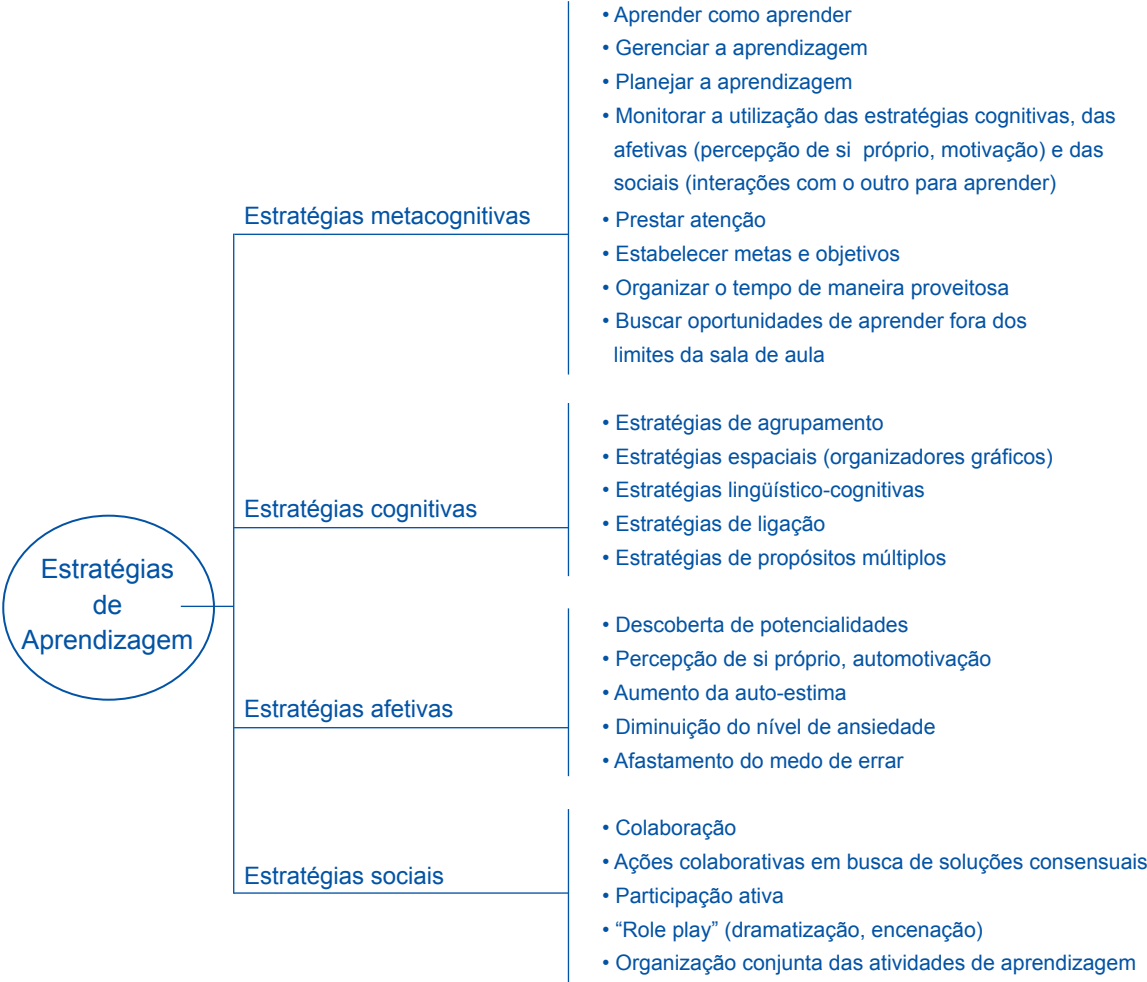 Estratégias
de
Aprendizagem
Estratégias metacognitivas
• Aprender como aprender
• Gerenciar a aprendizagem
• Planejar a aprendizagem
• Monitorar a utilização das estratégias cognitivas, das
afetivas (percepção de si próprio, motivação) e das
sociais (interações com o outro para aprender)
• Prestar atenção
• Estabelecer metas e objetivos
• Organizar o tempo de maneira proveitosa
• Buscar oportunidades de aprender fora dos
limites da sala de aula
Estratégias cognitivas
• Estratégias de agrupamento
• Estratégias espaciais (organizadores gráficos)
• Estratégias lingüístico-cognitivas
• Estratégias de ligação
• Estratégias de propósitos múltiplos
Estratégias afetivas
• Descoberta de potencialidades
• Percepção de si próprio, automotivação
• Aumento da auto-estima
• Diminuição do nível de ansiedade
• Afastamento do medo de errar
Estratégias sociais
• Colaboração
• Ações colaborativas em busca de soluções consensuais
• Participação ativa
• “Role play” (dramatização, encenação)
• Organização conjunta das atividades de aprendizagem